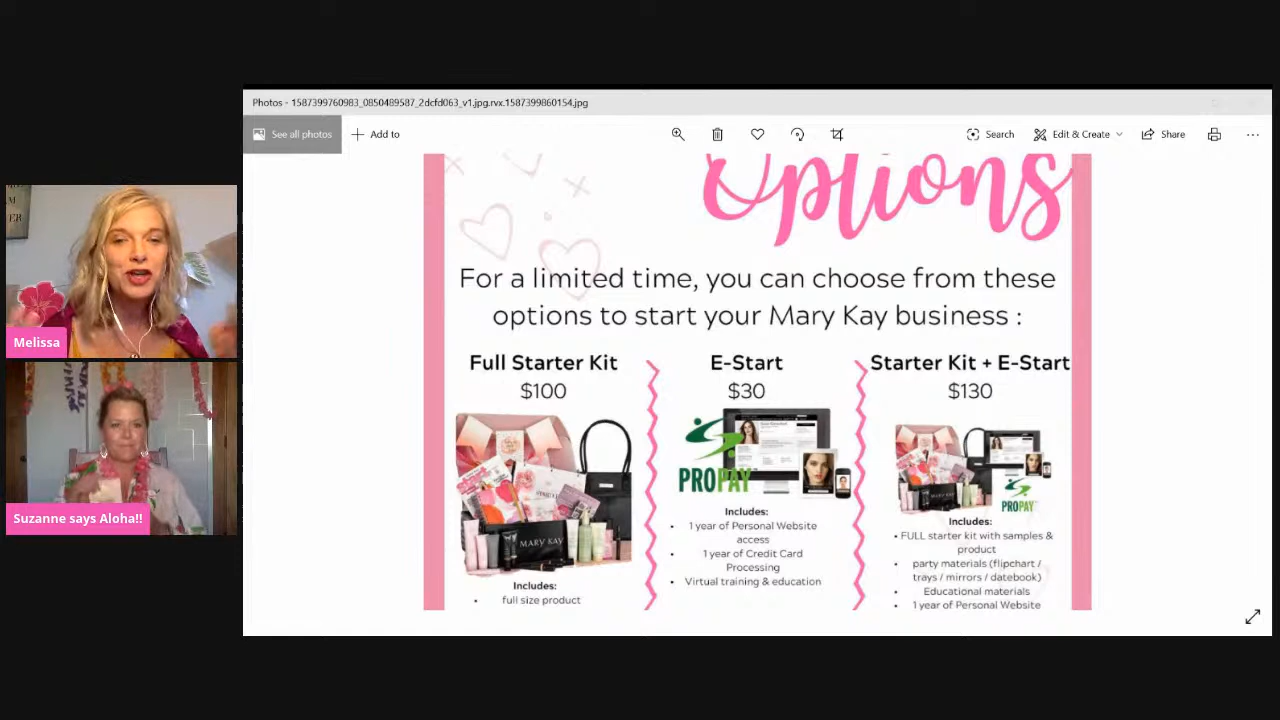 Photos - 1587399760983_0850489587_2dcfd063_v1.jpg.rvx.1587399860154.jpg
See all photos
Add to
Search
Edit & Create
Share
Options
For a limited time, you can choose from these
options to start your Mary Kay business :
Full Starter Kit
$100
MARY KAY
Includes:
• full size product
E-Start
$30
PROPAY
Includes:
• 1 year of Personal Website
access
• 1 year of Credit Card
Processing
• Virtual training & education
Starter Kit + E-Start
$130
MARY KAY
PROPAY
Includes:
• FULL starter kit with samples &
product
• party materials (flipchart /
trays / mirrors / datebook)
• Educational materials
• 1 year of Personal Website
Melissa
Suzanne says Aloha!!